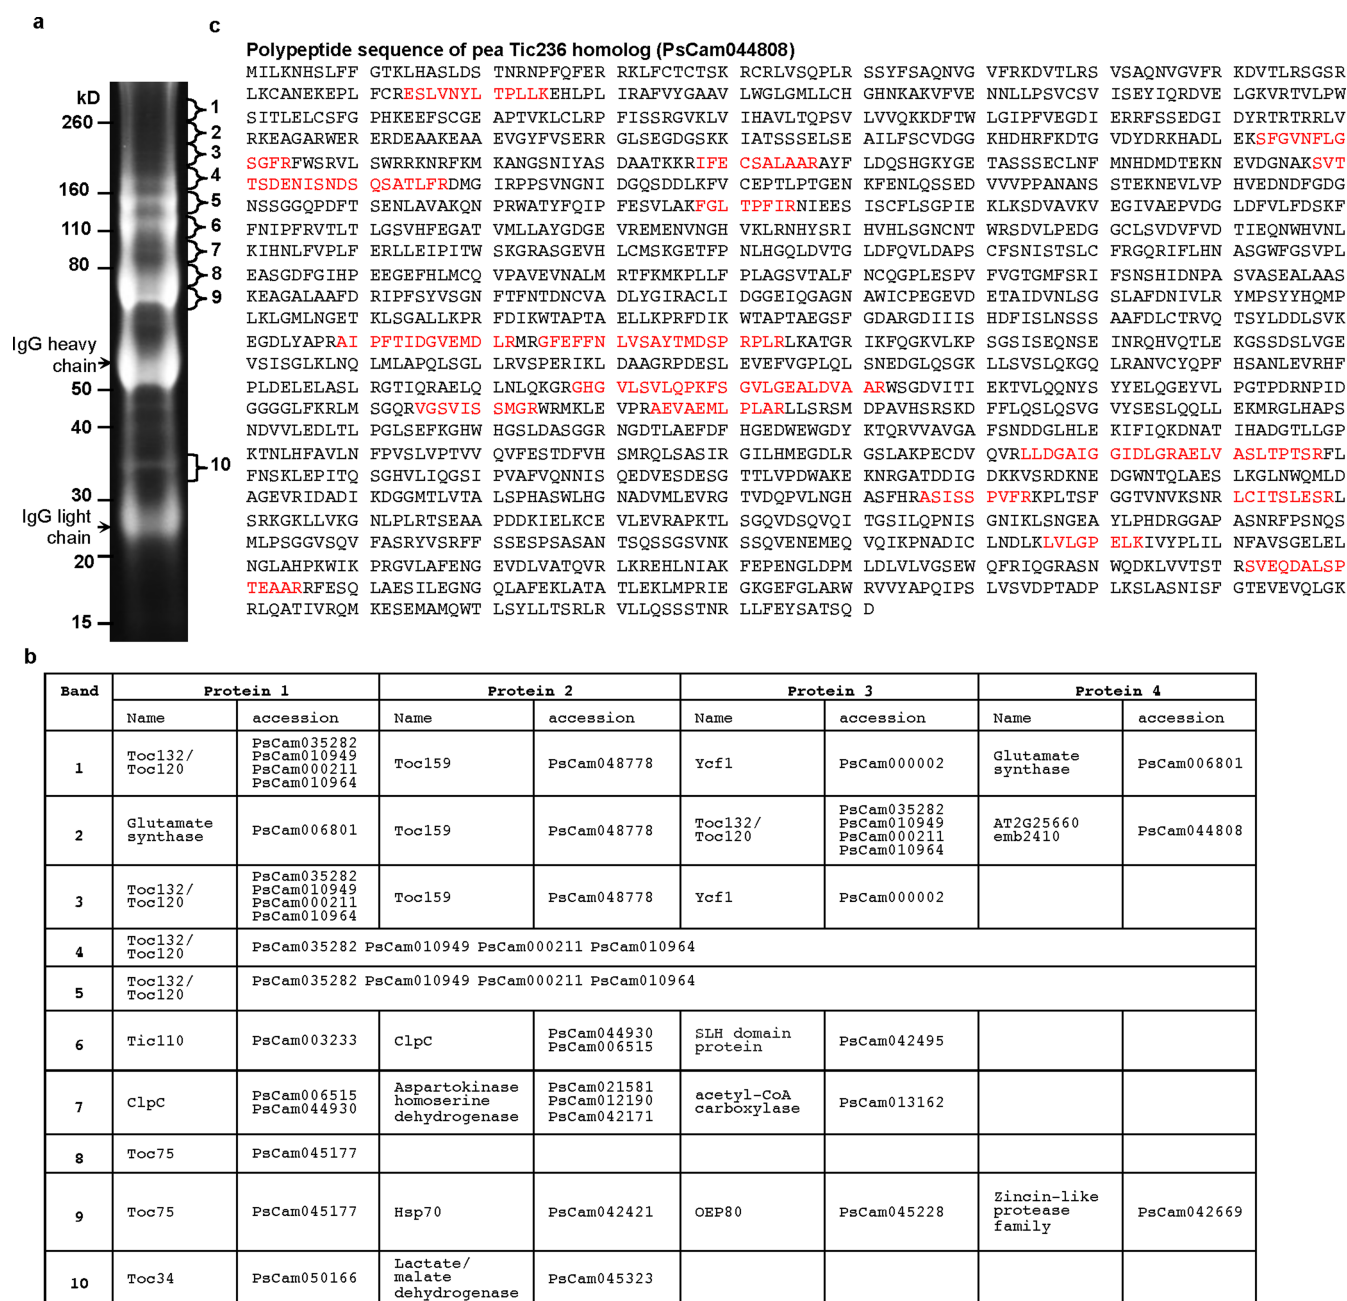 a
c
Polypeptide sequence of pea Tic236 homolog (PsCam044808)
MILKNHSLFF GTKLHASLDS TNRNPFQFER RKLFCTCTSK RCRLVSQPLR SSYFSAQNVG VFRKDVTLRS VSAQNVGVFR KDVTLRSGSR
LKCANEKEPL FCRESLVNYL TPLLKEHLPL IRAFVYGAAV LWGLGMLLCH GHNKAKVFVE NNLLPSVCSV ISEYIQRDVE LGKVRTVLPW
SITLELCSFG PHKEEFSCGE APTVKLCLRP FISSRGVKLV IHAVLTQPSV LVVQKKDFTW LGIPFVEGDI ERRFSSEDGI DYRTRTRRLV
RKEAGARWER ERDEAAKEAA EVGYFVSERR GLSEGDGSKK IATSSSELSE AILFSCVDGG KHDHRFKDTG VDYDRKHADL EKSFGVNFLG
SGFRFWSRVL SWRRKNRFKM KANGSNIYAS DAATKKRIFE CSALAARAYF LDQSHGKYGE TASSSECLNF MNHDMDTEKN EVDGNAKSVT
TSDENISNDS QSATLFRDMG IRPPSVNGNI DGQSDDLKFV CEPTLPTGEN KFENLQSSED VVVPPANANS STEKNEVLVP HVEDNDFGDG
NSSGGQPDFT SENLAVAKQN PRWATYFQIP FESVLAKFGL TPFIRNIEES ISCFLSGPIE KLKSDVAVKV EGIVAEPVDG LDFVLFDSKF
FNIPFRVTLT LGSVHFEGAT VMLLAYGDGE VREMENVNGH VKLRNHYSRI HVHLSGNCNT WRSDVLPEDG GCLSVDVFVD TIEQNWHVNL
KIHNLFVPLF ERLLEIPITW SKGRASGEVH LCMSKGETFP NLHGQLDVTG LDFQVLDAPS CFSNISTSLC FRGQRIFLHN ASGWFGSVPL
EASGDFGIHP EEGEFHLMCQ VPAVEVNALM RTFKMKPLLF PLAGSVTALF NCQGPLESPV FVGTGMFSRI FSNSHIDNPA SVASEALAAS
KEAGALAAFD RIPFSYVSGN FTFNTDNCVA DLYGIRACLI DGGEIQGAGN AWICPEGEVD ETAIDVNLSG SLAFDNIVLR YMPSYYHQMP
LKLGMLNGET KLSGALLKPR FDIKWTAPTA ELLKPRFDIK WTAPTAEGSF GDARGDIIIS HDFISVNSAS AAFDLCTRVQ TSYLDDLSVK
EGDLYAPRAI PFTIDGVEMD LRMRGFEFFN LVSAYTMDSP RPLRLKATGR IKFEDGKVLKP SGSISEQNSE INRQHVQTLE KGSSDSLVGE
VSISGLKLNQ LMLAPQLSGL LRVSPERIKL DAAGRPDESL EVEFVGPLQL SNEDGLSGKL LSVSLQKGQL RANVCYQPF HSANLEVRHF
PLDELELASL RGTIQRAELQ LNLQKGRGHG VLSVLQPKFS GVLGEALDVA ARWSGDVITI EKTVLQQNYS YYELQGEYVL PGTPDRNPID
GGGGLFKRLM SGQRVGSVIS SMGRWRMKLE VPRAEVAEML PLARLLSRSM DPAVHSRSKD FFLQSLQSVG VYSESLQQLL EKMRGLHAPS
NDVVLEDLTL PGLSEFKGHW HGSLDASGGR NGDTLAEFDF HGEDWEWGDY KTQRVVAVGA FSNDDGLHLE KIFIQKDNAT IHADGTLLGP
KTNLHFAVLN FPVSLVPTVV QVFESTDFVH SMRQLSASIR GILHMEGDLR GSLAKPECDV QVRLLDGAIGG GIDLGRAELVA ASLTPTSRFL
FNSKLEPITQ SGHVLIQGSI PVAFVQNNIS QEDVESDESG TTLVPDWAKE KNRGATDDIG DKKVSRDKNE DGWNTQLAES LKGLNWQMLD
AGEVRIDADI KDGGMTLVTA LSPHASWLHG NADVMLEVRG TVDQPVLNGH ASFHRASISS PVFRKPLTSF GGTVNVKSNR LCITSLESRL
SRKGKLLVKG NLPLRTSEAA PDDKIELKCE VLEVRAPKTL SGQVDSQVQI TGSILQPNIS GNIKLSNGEA YLPHDRGGAP ASNRFPSNQS
MLPSGGVSQV FASRYVSRFF SSESPSASAN TSQSSGSVNK SSQVENEMEQ VQIKPNADIC LNDLKLVLGP ELKIVYPLIL NFAVSGELEL
NGLAHPKWIK PRGVLAFENG EVDLVATQVR LKREHLNIAK FEPENGLDPM LDLVLVGSEW QFRIQGRASN WQDKLVVTST RSVEQDALSP
TEAARRFESQ LAESILEGNG QLAFEKLATA TLEKLMPRIE GKGEFGLARW RVVYAPQIPS LVSVDPTADP LKSLASNISF GTEVEVQLGK
RLQATIVRQM KESEMAMQWT LSYLLTSRLR VLLQSSSTNR LLFEYSATSQ D
kD
260
160
110
80
IgG heavy
chain
50
40
30
IgG light
chain
20
15
1
2
3
4
5
6
7
8
9
10
b
Band Protein 1 Protein 2 Protein 3 Protein 4
Name accession Name accession Name accession Name accession
1 Toc132/ Toc120 PsCam035282 PsCam010949 PsCam000211 PsCam010964 Toc159 PsCam048778 Ycf1 PsCam000002 Glutamate synthase PsCam006801
2 Glutamate synthase PsCam006801 Toc159 PsCam048778 Toc132/ Toc120 PsCam035282 PsCam010949 PsCam000211 PsCam010964 AT2G25660 emb2410 PsCam044808
3 Toc132/ Toc120 PsCam035282 PsCam010949 PsCam000211 PsCam010964 Toc159 PsCam048778 Ycf1 PsCam000002
4 Toc132/ Toc120 PsCam035282 PsCam010949 PsCam000211 PsCam010964
5 Toc132/ Toc120 PsCam035282 PsCam010949 PsCam000211 PsCam010964
6 Tic110 PsCam003233 ClpC PsCam044930 PsCam006515 SLH domain protein PsCam042495
7 ClpC PsCam006515 PsCam044930 Aspartokinase homoserine dehydrogenase PsCam021581 PsCam012190 PsCam042171 acetyl-CoA carboxylase PsCam013162
8 Toc75 PsCam045177
9 Toc75 PsCam045177 Hsp70 PsCam042421 OEP80 PsCam045228 Zincin-like protease family PsCam042669
10 Toc34 PsCam050166 Lactate/ malate dehydrogenase PsCam045323